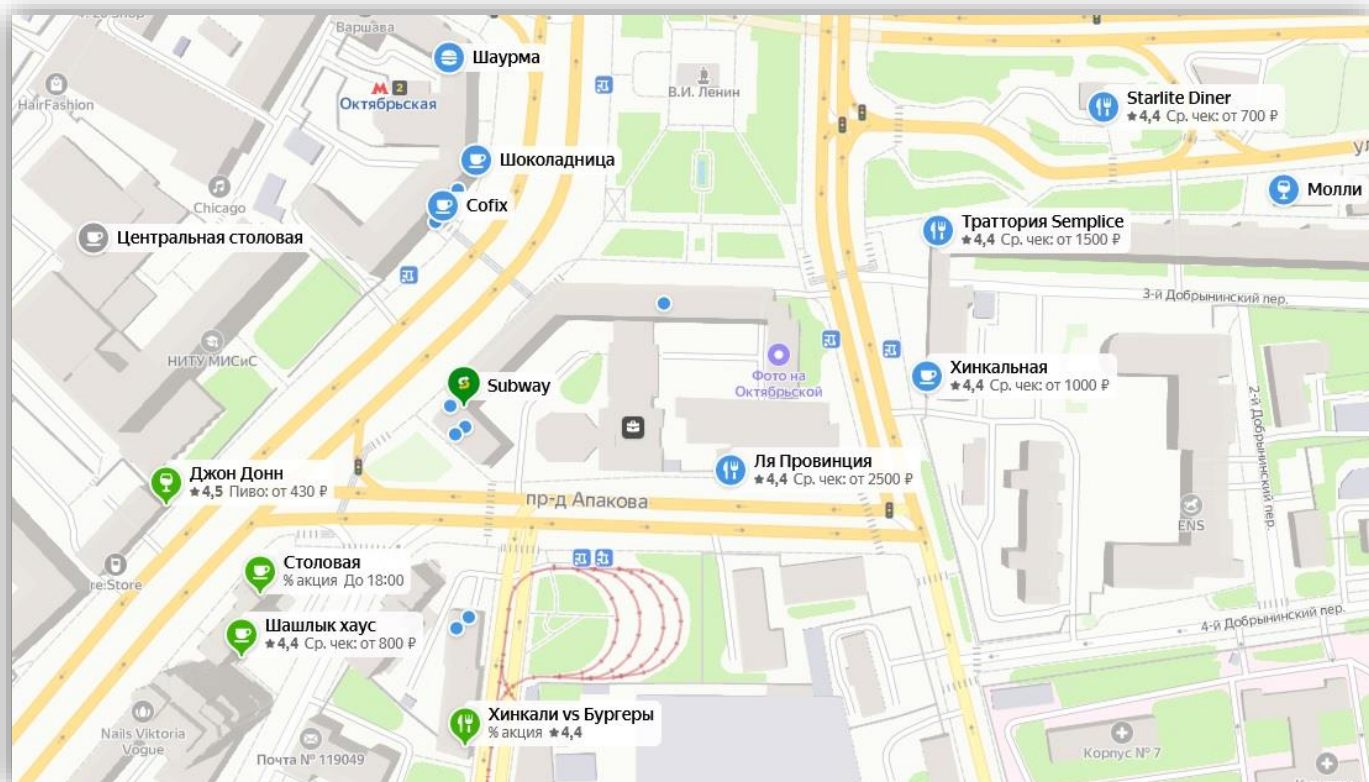 Варшава
Шаурма
HairFashion
М 2
Октябрьская
В.И. Ленин
Starlite Diner
★4,4 Ср. чек: от 700 ₽
Шоколадница
Chicago
Cofix
Молли
Центральная столовая
Траттория Semplice
★4,4 Ср. чек: от 1500 ₽
3-й Добрынинский пер.
НИТУ МИСиС
Фото на
Октябрьской
Хинкальная
★4,4 Ср. чек: от 1000 ₽
Subway
2-й Добрынинский пер.
Джон Донн
★4,5 Пиво: от 430 ₽
Ля Провинция
★4,4 Ср. чек: от 2500 ₽
пр-д Апакова
ENS
re:Store
Столовая
% акция До 18:00
Шашлык хаус
★4,4 Ср. чек: от 800 ₽
4-й Добрынинский пер.
Хинкали vs Бургеры
% акция ★4,4
Nails Viktoria
Vogue
Почта № 119049
Корпус № 7